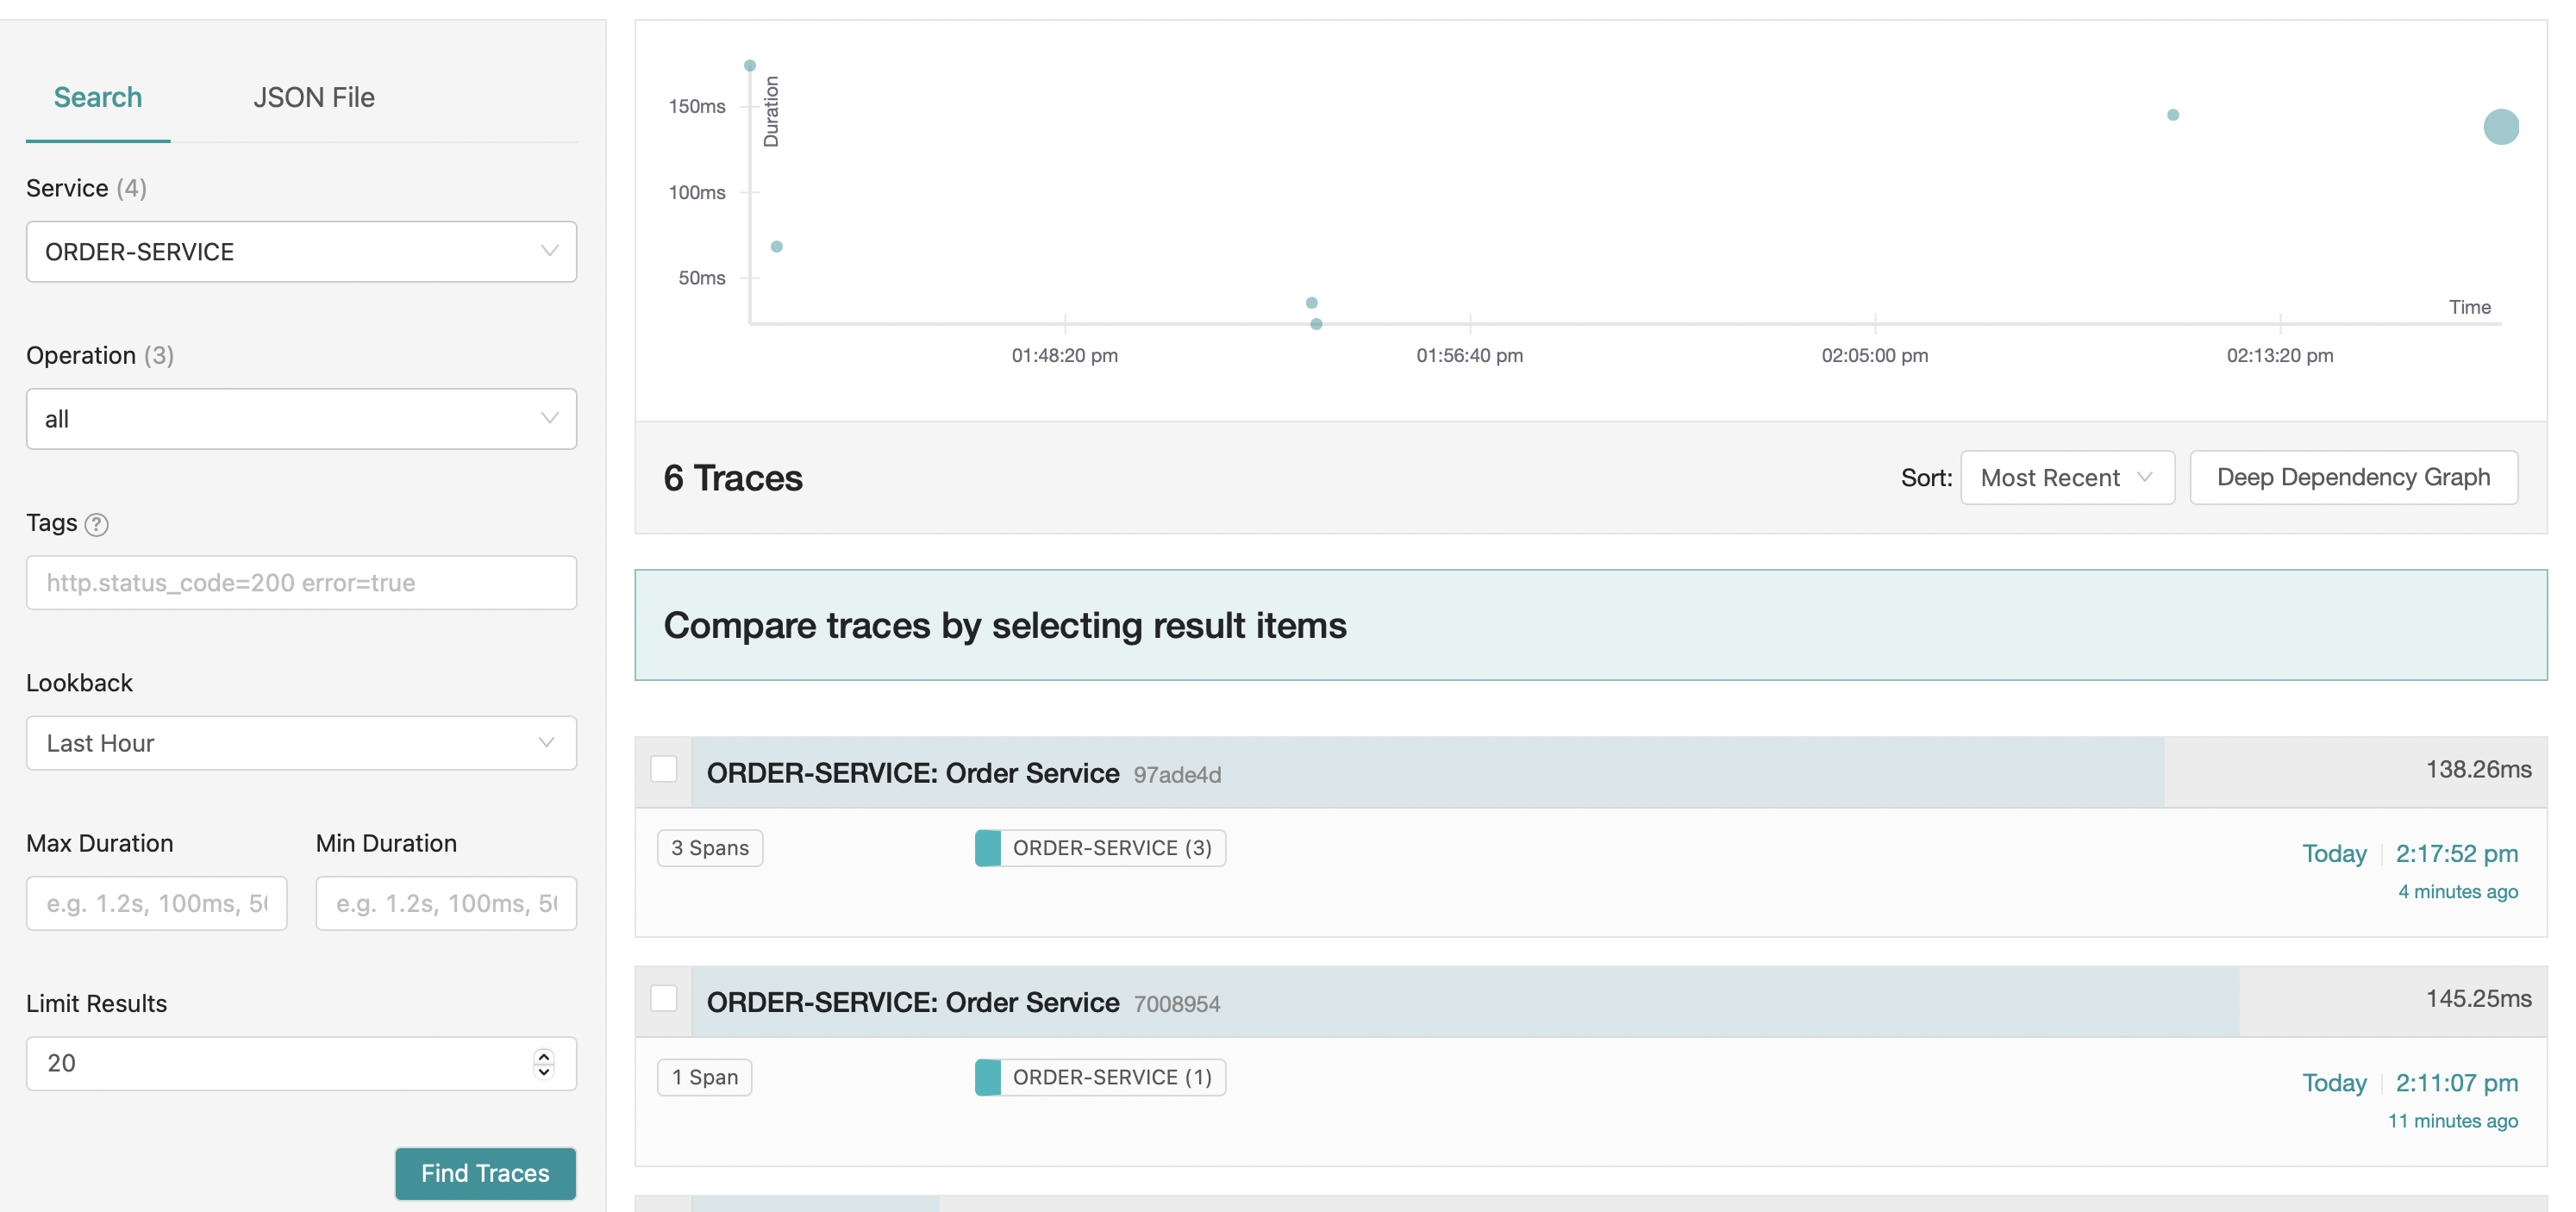 Search
JSON File
Service (4)
ORDER-SERVICE
Operation (3)
all
Tags ?
http.status_code=200 error=true
Lookback
Last Hour
Max Duration
Min Duration
e.g. 1.2s, 100ms, 5
e.g. 1.2s, 100ms, 5
Limit Results
20
Find Traces
Duration
150ms
100ms
50ms
Time
01:48:20 pm
01:56:40 pm
02:05:00 pm
02:13:20 pm
6 Traces
Sort: Most Recent
Deep Dependency Graph
Compare traces by selecting result items
ORDER-SERVICE: Order Service 97ade4d
138.26ms
3 Spans
ORDER-SERVICE (3)
Today 2:17:52 pm
4 minutes ago
ORDER-SERVICE: Order Service 7008954
145.25ms
1 Span
ORDER-SERVICE (1)
Today 2:11:07 pm
11 minutes ago